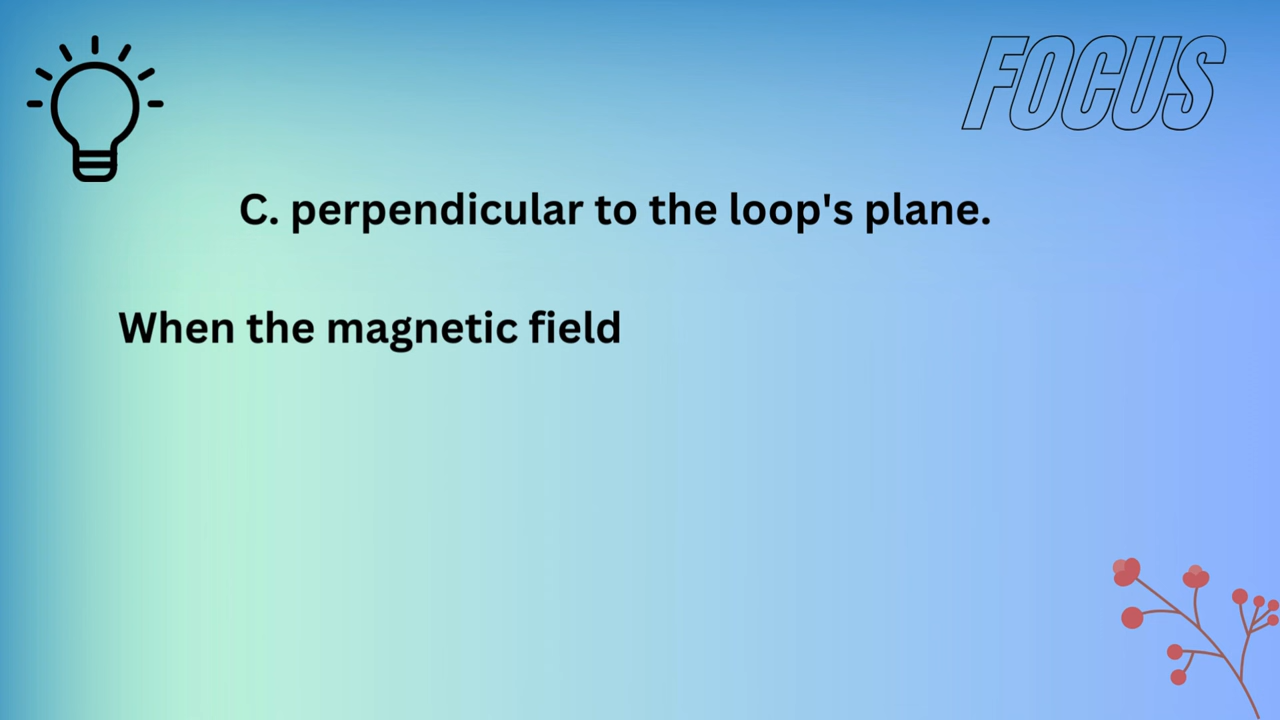 FOCUS
C. perpendicular to the loop's plane.
When the magnetic field